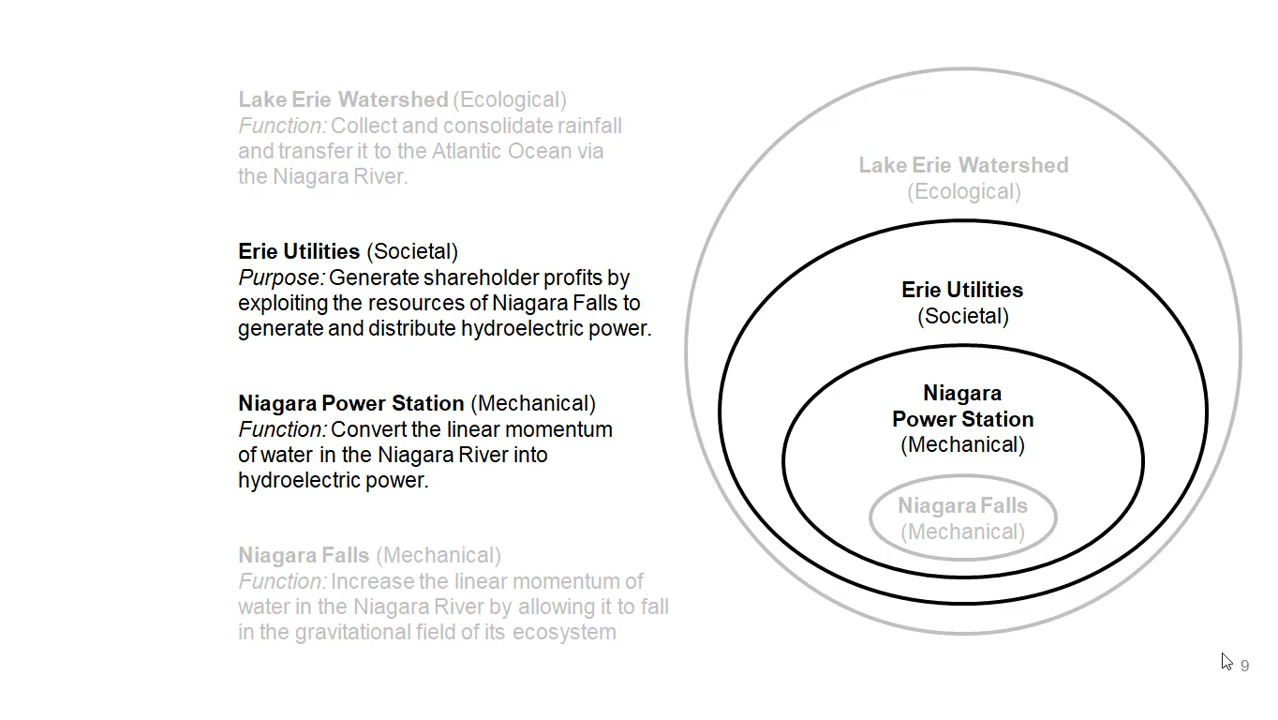 Lake Erie Watershed (Ecological)
Function: Collect and consolidate rainfall
and transfer it to the Atlantic Ocean via
the Niagara River.
Erie Utilities (Societal)
Purpose: Generate shareholder profits by
exploiting the resources of Niagara Falls to
generate and distribute hydroelectric power.
Niagara Power Station (Mechanical)
Function: Convert the linear momentum
of water in the Niagara River into
hydroelectric power.
Niagara Falls (Mechanical)
Function: Increase the linear momentum of
water in the Niagara River by allowing it to fall
in the gravitational field of its ecosystem
Lake Erie Watershed
(Ecological)
Erie Utilities
(Societal)
Niagara
Power Station
(Mechanical)
Niagara Falls
(Mechanical)
9